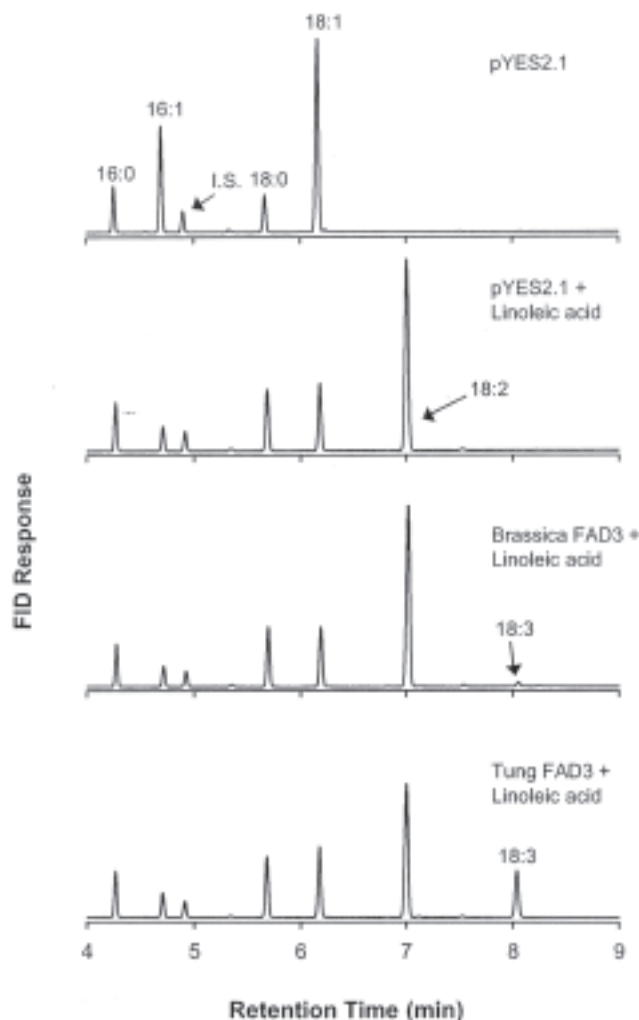 18:1
pYES2.1
16:1
16:0
I.S.
18:0
pYES2.1 +
Linoleic acid
18:2
FID Response
Brassica FAD3 +
Linoleic acid
18:3
Tung FAD3 +
Linoleic acid
18:3
4 5 6 7 8 9
Retention Time (min)